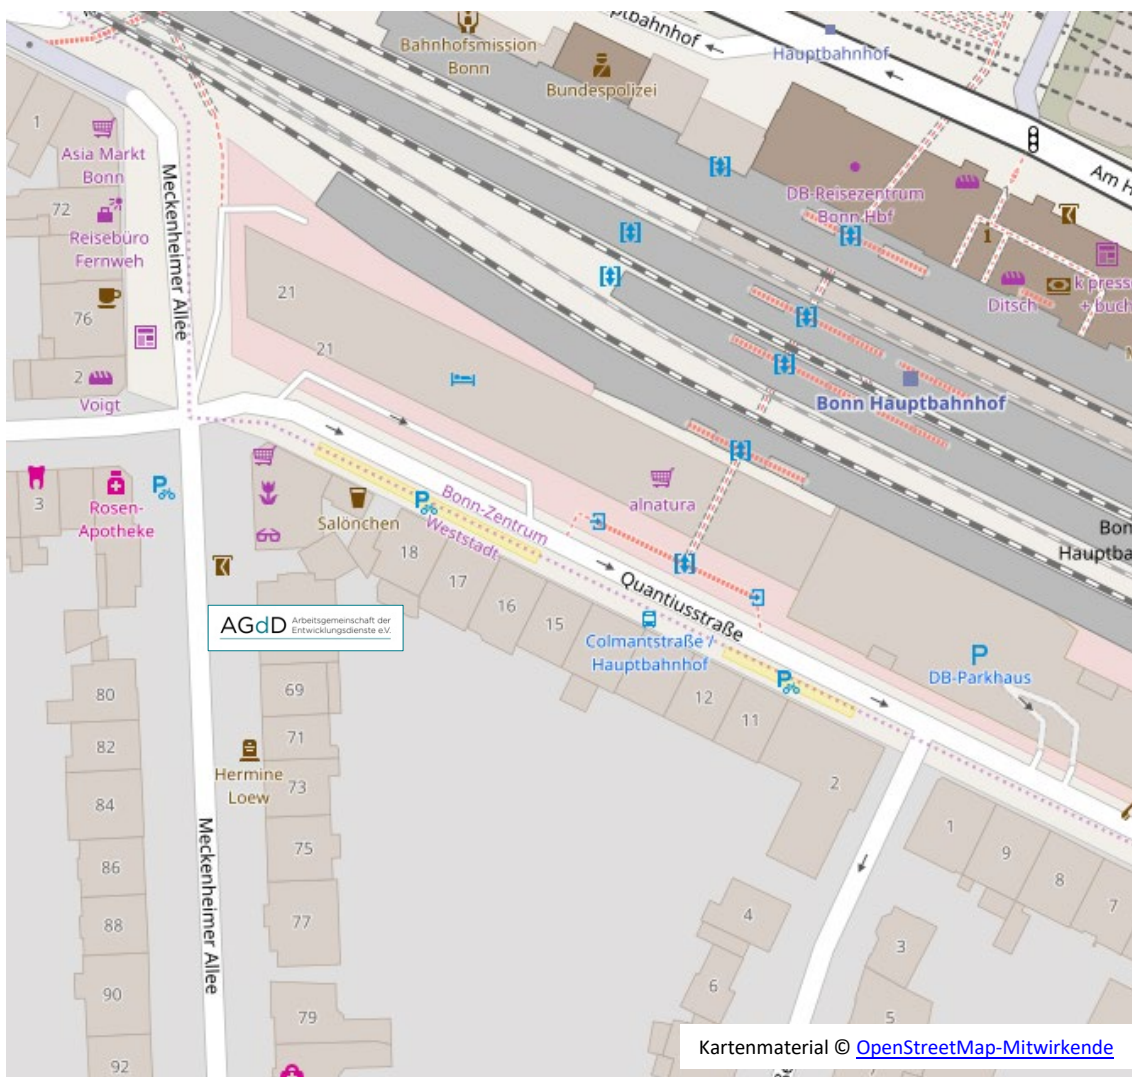 ptbahnhof
Bahnhofsmission
Bonn
Hauptbahnhof
Bundespolizei
1
Asia Markt
Bonn
Am H
DB-Reisezentrum
Bonn Hbf
72
Reisebüro
Fernweh
Meckenheimer Allee
1
k press
+ buch
Ditsch
21
76
21
2
Voigt
Bonn Hauptbahnhof
3
Rosen-
Apotheke
Salönchen
Bonn-Zentrum
Weststadt
alnatura
Bon
Hauptba
18
17
16
15
Quantiusstraße
AGdD
Arbeitsgemeinschaft der
Entwicklungsdienste e.V.
Colmantstraße /
Hauptbahnhof
P
DB-Parkhaus
80
69
12
11
82
71
Hermine
Loew
73
2
84
Meckenheimer Allee
75
1
9
8
7
86
77
88
4
3
90
6
79
5
92
Kartenmaterial © OpenStreetMap-Mitwirkende